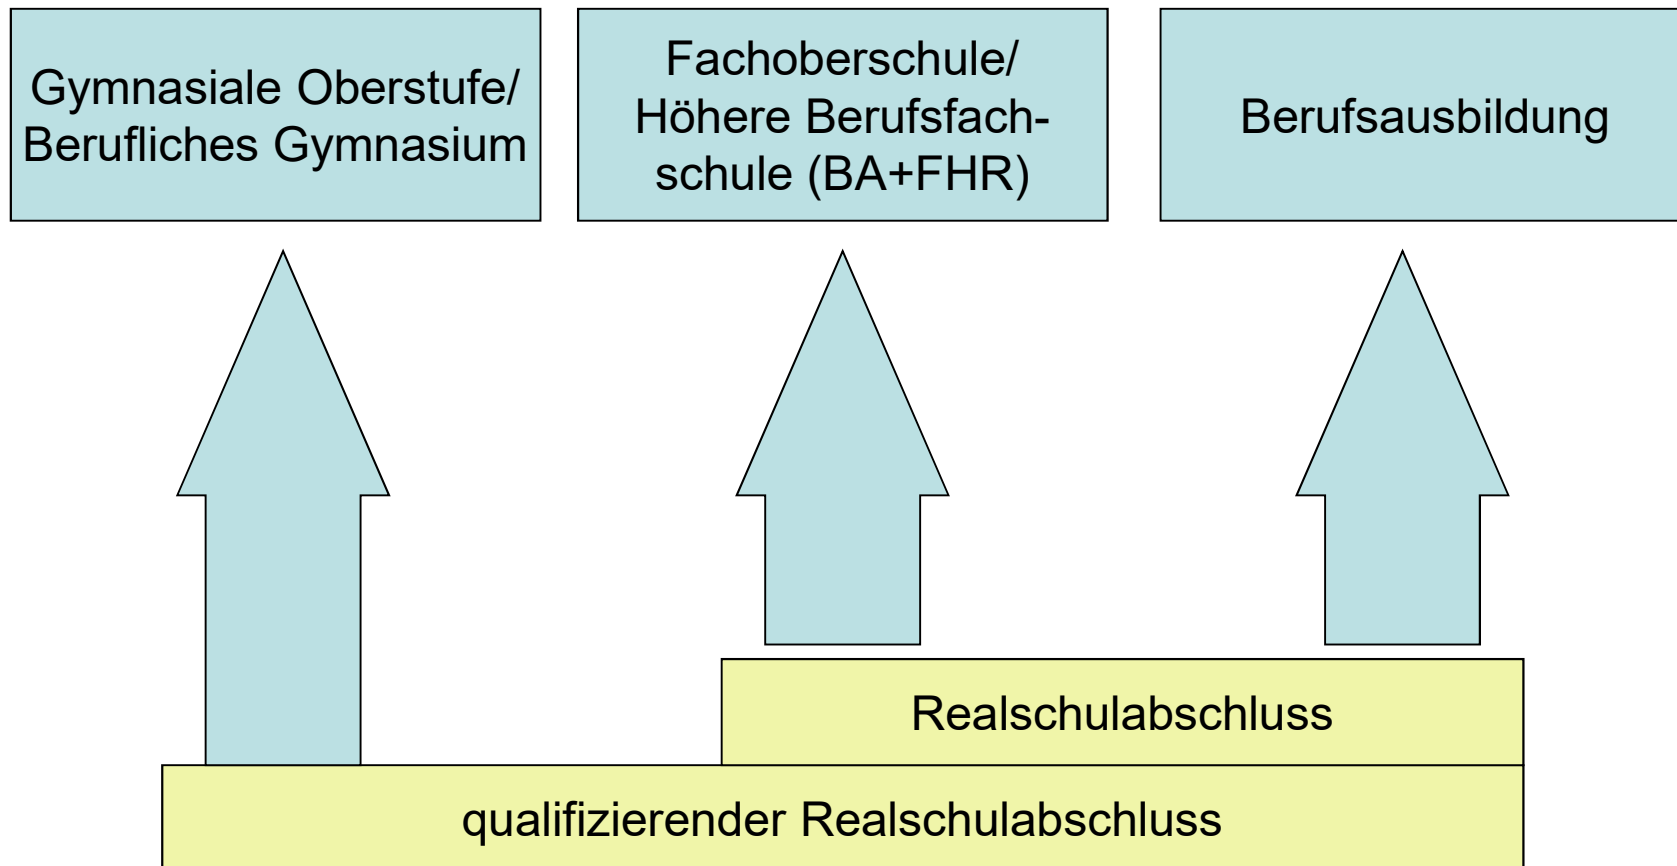 Gymnasiale Oberstufe/
Berufliches Gymnasium
Fachoberschule/
Höhere Berufsfach-
schule (BA+FHR)
Berufsausbildung
Realschulabschluss
qualifizierender Realschulabschluss